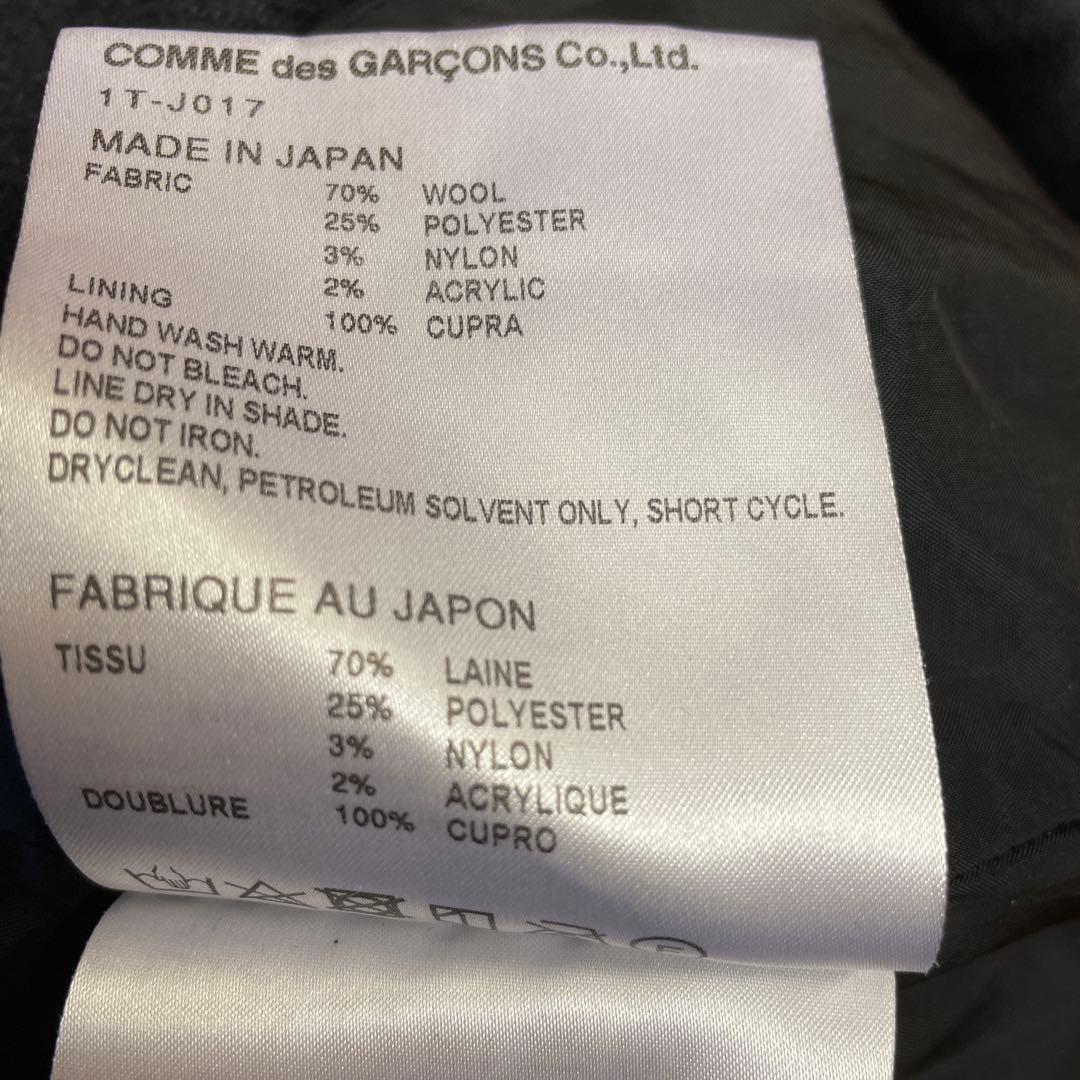 COMME des GARÇONS Co.,Ltd.
1T-J017
MADE IN JAPAN
FABRIC 70% WOOL
25% POLYESTER
3% NYLON
2% ACRYLIC
LINING 100% CUPRA
HAND WASH WARM.
DO NOT BLEACH.
LINE DRY IN SHADE.
DO NOT IRON.
DRYCLEAN, PETROLEUM SOLVENT ONLY, SHORT CYCLE.
FABRIQUE AU JAPON
TISSU 70% LAINE
25% POLYESTER
3% NYLON
2% ACRYLIQUE
DOUBLURE 100% CUPRO